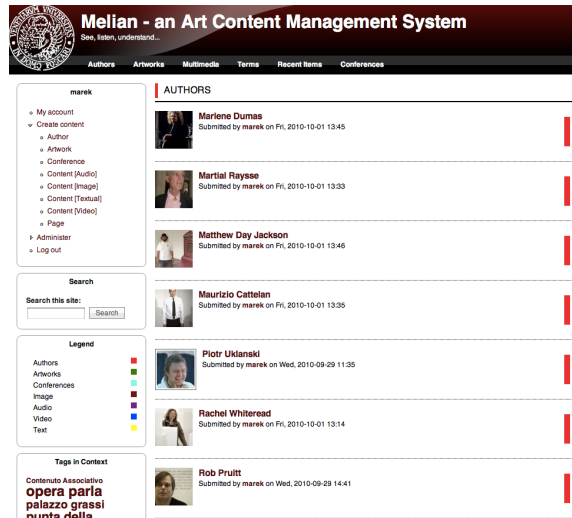 Melian - an Art Content Management System
See, listen, understand...
Authors Artworks Multimedia Terms Recent Items Conferences
marek
My account
Create content
Author
Artwork
Conference
Content [Audio]
Content [Image]
Content [Textual]
Content [Video]
Page
Administer
Log out
Search
Search this site:
Search
Legend
Authors
Artworks
Conferences
Image
Audio
Video
Text
Tags in Context
Contenuto Associativo
opera parla
palazzo grassi
punta della
AUTHORS
Marlene Dumas
Submitted by marek on Fri, 2010-10-01 13:45
Martial Raysse
Submitted by marek on Fri, 2010-10-01 13:33
Matthew Day Jackson
Submitted by marek on Fri, 2010-10-01 13:46
Maurizio Cattelan
Submitted by marek on Fri, 2010-10-01 13:35
Piotr Uklanski
Submitted by marek on Wed, 2010-09-29 11:35
Rachel Whiteread
Submitted by marek on Fri, 2010-10-01 13:14
Rob Pruitt
Submitted by marek on Wed, 2010-09-29 14:41